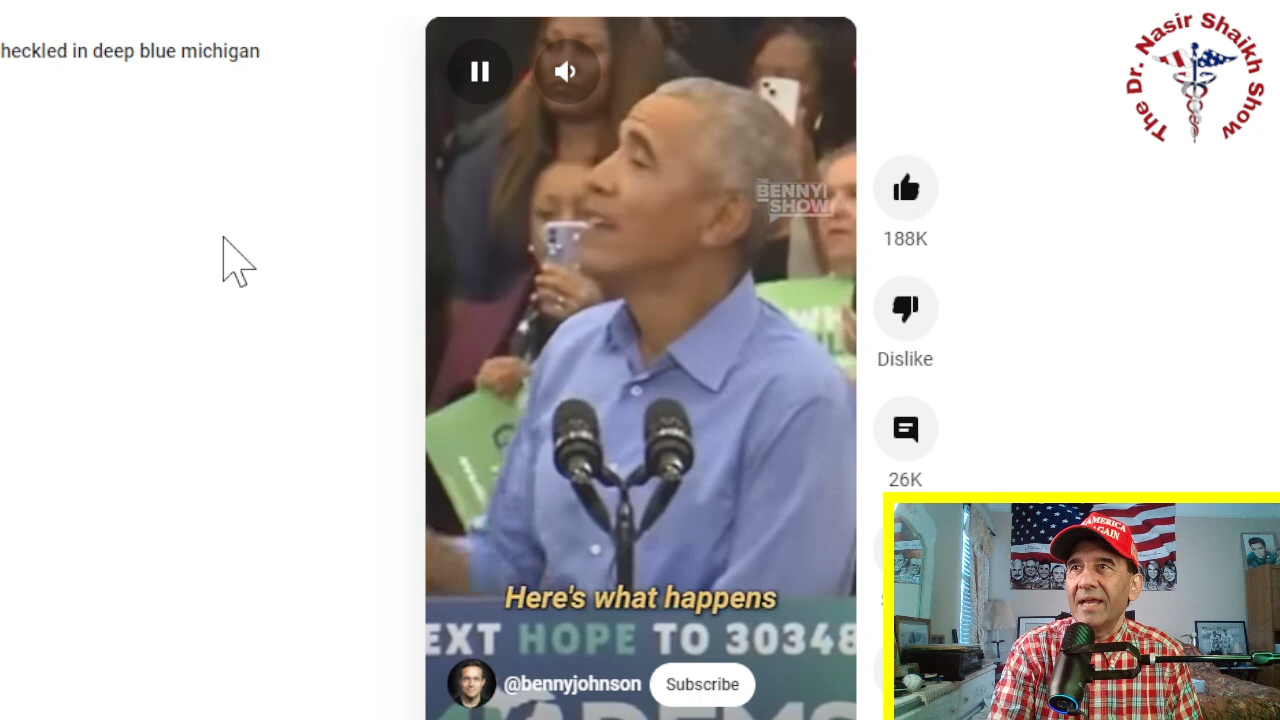 heckled in deep blue michigan
The Dr. Nasir Shaikh Show
THE
BENNY
SHOW
188K
Dislike
26K
Here's what happens
EXT HOPE TO 30348
@bennyjohnson
Subscribe
DEMS
AMERICA
AGAIN